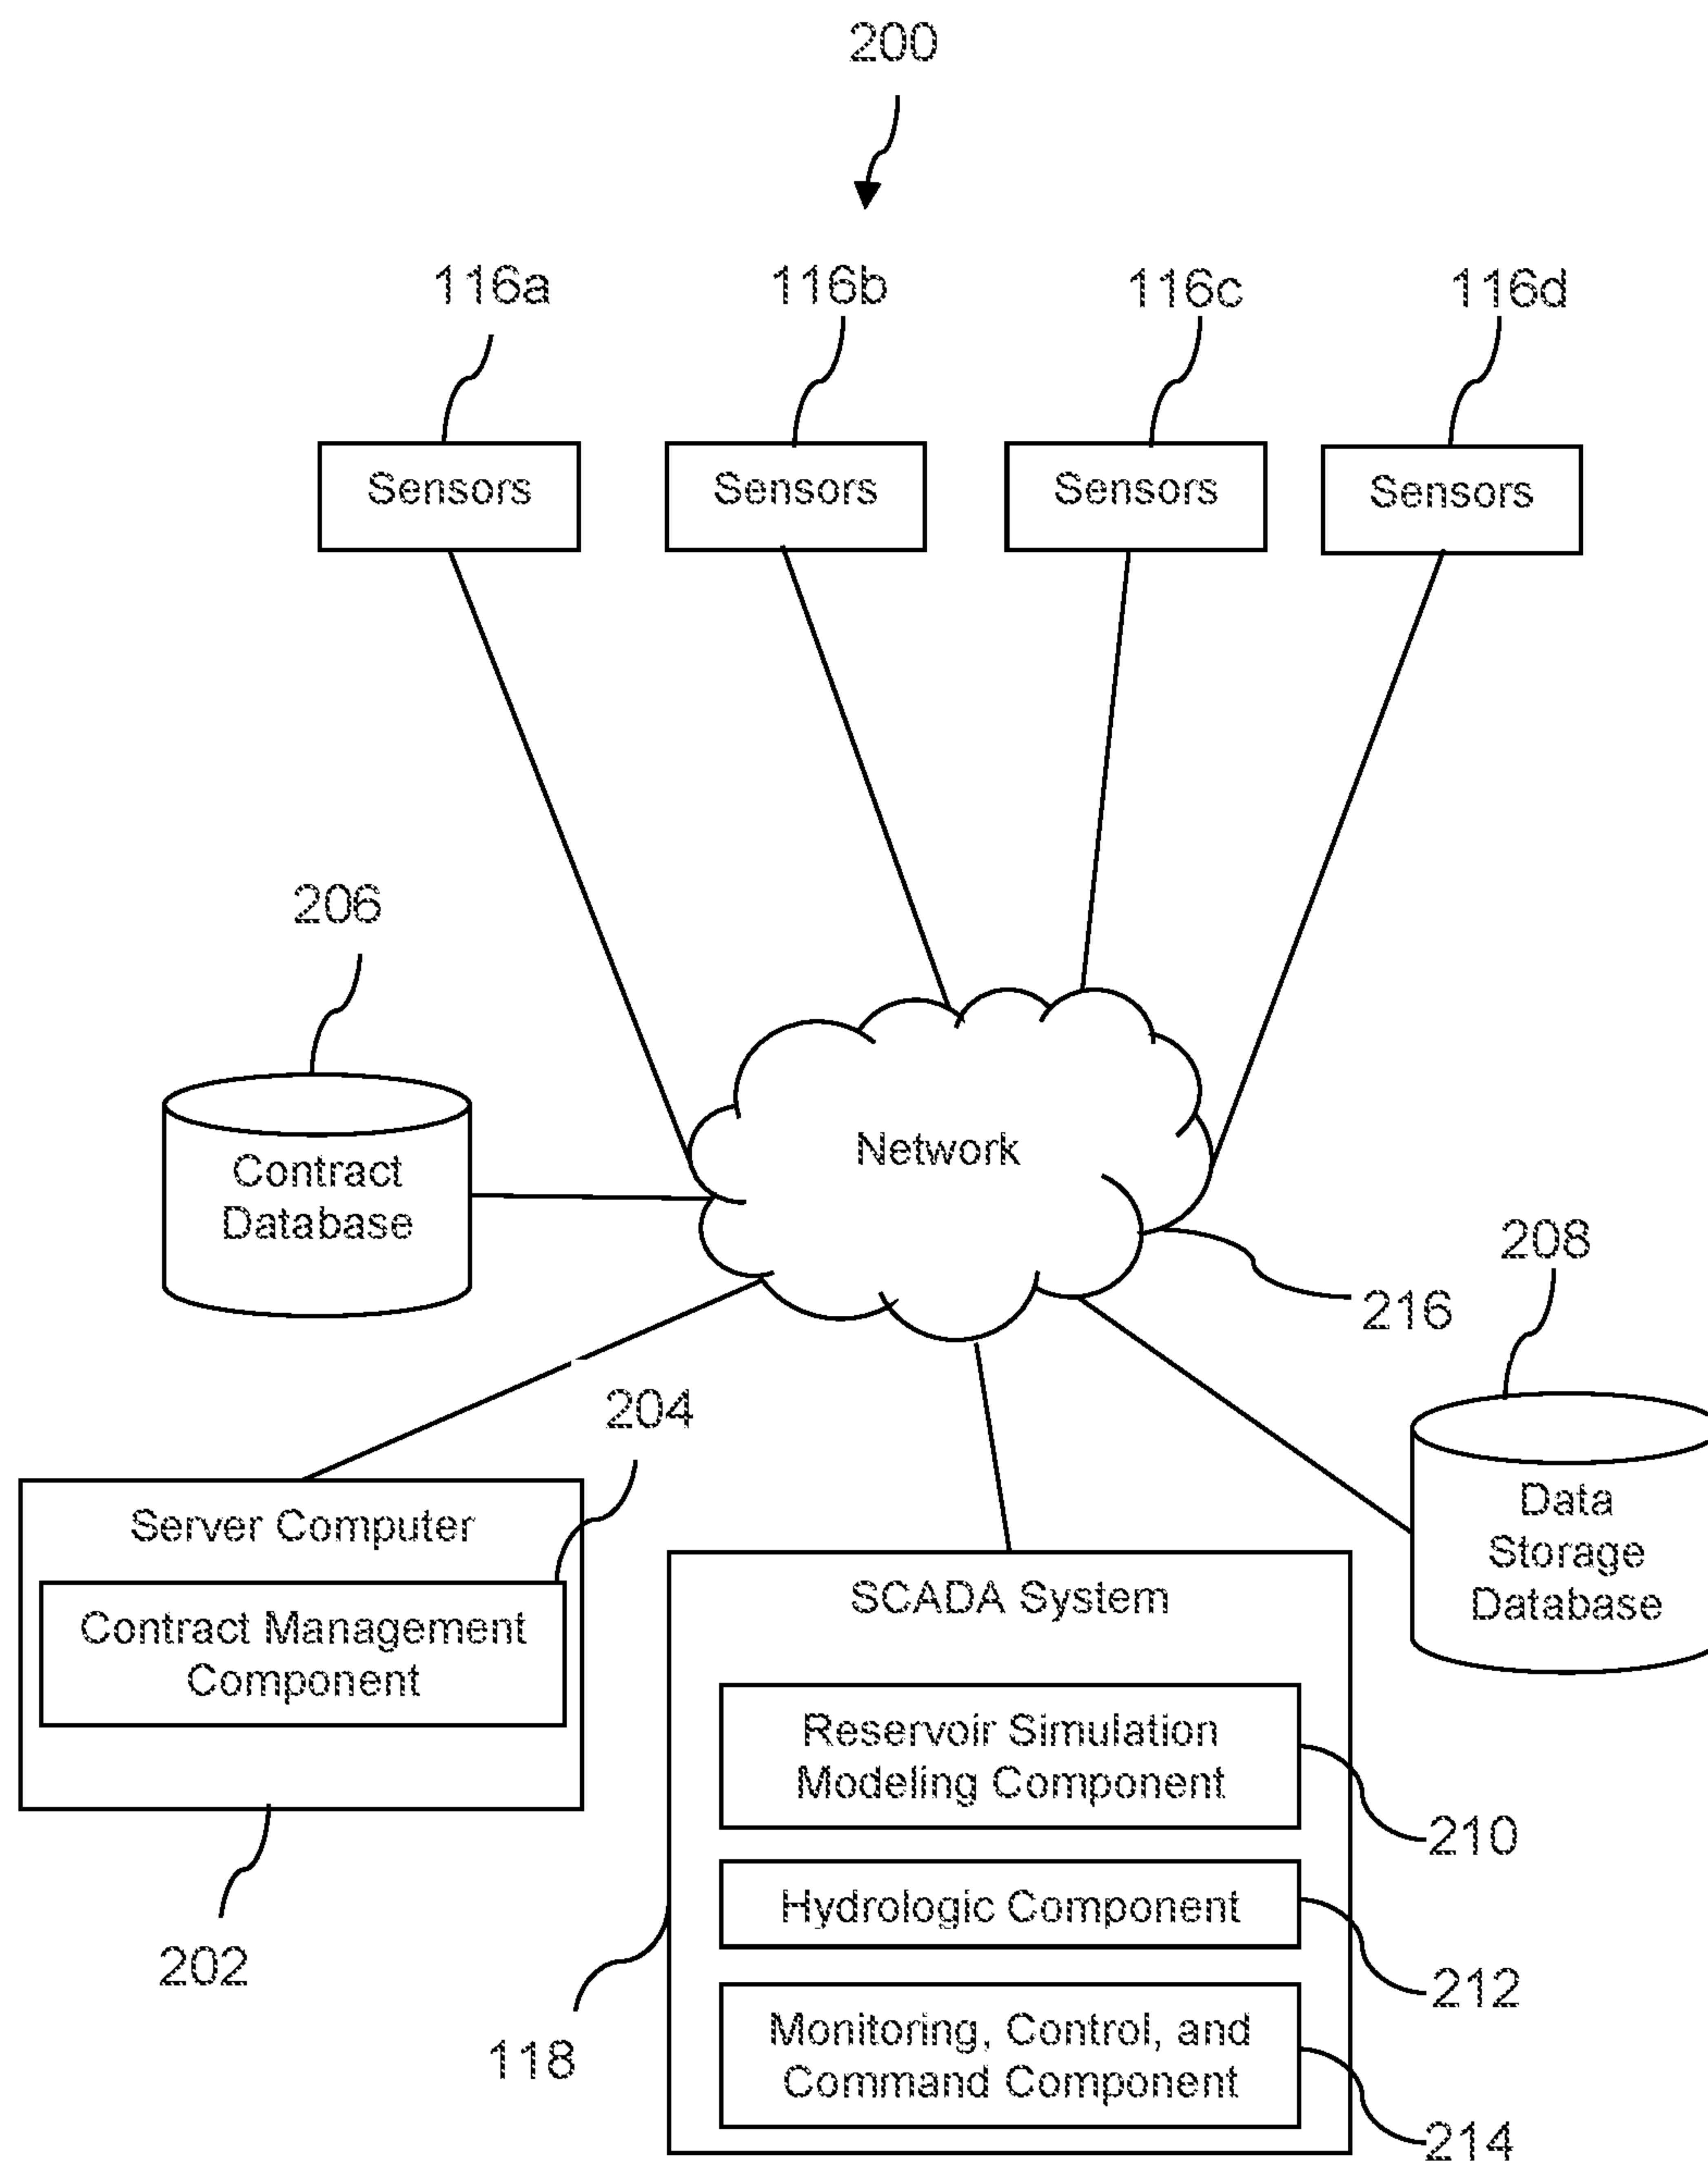 200
116a
116b
116c
116d
Sensors
Sensors
Sensors
Sensors
206
Contract
Database
Network
208
216
204
Data
Storage
Database
Server Computer
Contract Management
Component
202
SCADA System
Reservoir Simulation
Modeling Component
210
Hydrologic Component
212
118
Monitoring, Control, and
Command Component
214